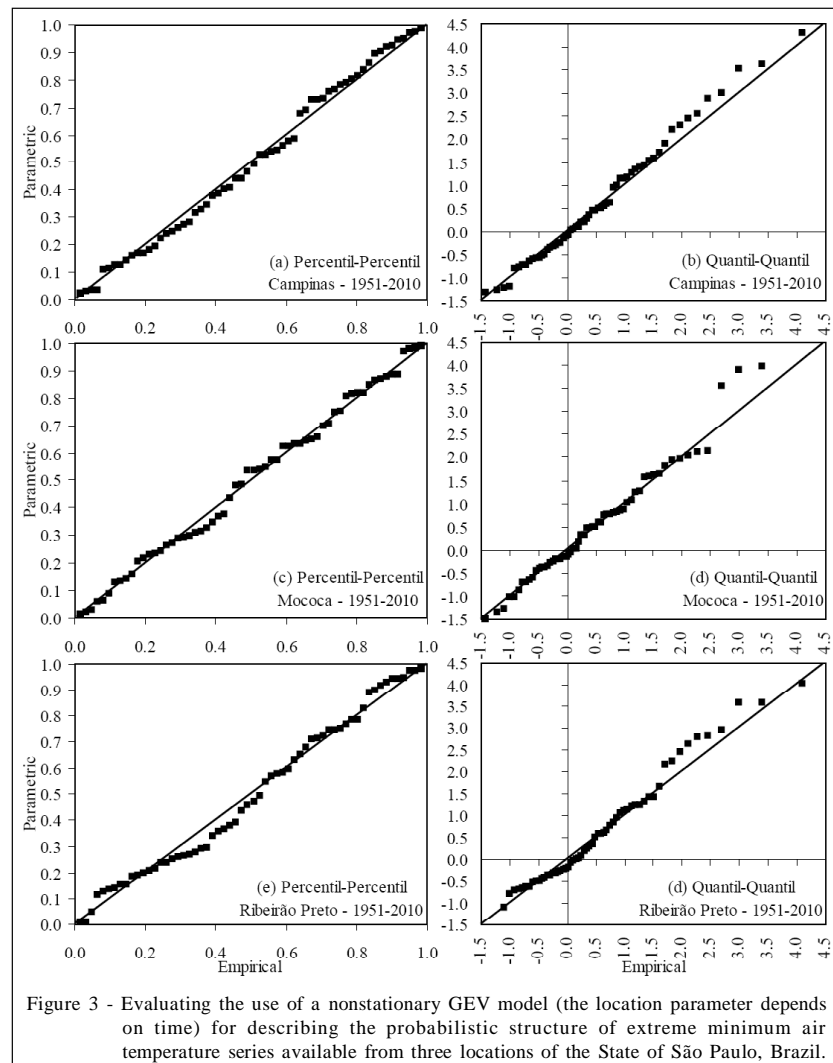 1.0
0.9
0.8
0.7
0.6
0.5
0.4
0.3
0.2
0.1
0.0
Parametric
(a) Percentil-Percentil
Campinas - 1951-2010
0.2 0.4 0.6 0.8 1.0
4.5
4.0
3.5
3.0
2.5
2.0
1.5
1.0
0.5
0.0
-0.5
-1.0
-1.5
(b) Quantil-Quantil
Campinas - 1951-2010
-1.5 -1.0 -0.5 0.0 0.5 1.0 1.5 2.0 2.5 3.0 3.5 4.0 4.5
1.0
0.9
0.8
0.7
0.6
0.5
0.4
0.3
0.2
0.1
0.0
Parametric
(c) Percentil-Percentil
Mococa - 1951-2010
0.2 0.4 0.6 0.8 1.0
4.5
4.0
3.5
3.0
2.5
2.0
1.5
1.0
0.5
0.0
-0.5
-1.0
-1.5
(d) Quantil-Quantil
Mococa - 1951-2010
-1.5 -1.0 -0.5 0.0 0.5 1.0 1.5 2.0 2.5 3.0 3.5 4.0 4.5
1.0
0.9
0.8
0.7
0.6
0.5
0.4
0.3
0.2
0.1
0.0
Parametric
(e) Percentil-Percentil
Ribeirão Preto - 1951-2010
0.0 0.2 0.4 0.6 0.8 1.0
Empirical
4.5
4.0
3.5
3.0
2.5
2.0
1.5
1.0
0.5
0.0
-0.5
-1.0
-1.5
(d) Quantil-Quantil
Ribeirão Preto - 1951-2010
-1.5 -1.0 -0.5 0.0 0.5 1.0 1.5 2.0 2.5 3.0 3.5 4.0 4.5
Empirical
Figure 3 - Evaluating the use of a nonstationary GEV model (the location parameter depends
on time) for describing the probabilistic structure of extreme minimum air
temperature series available from three locations of the State of São Paulo, Brazil.